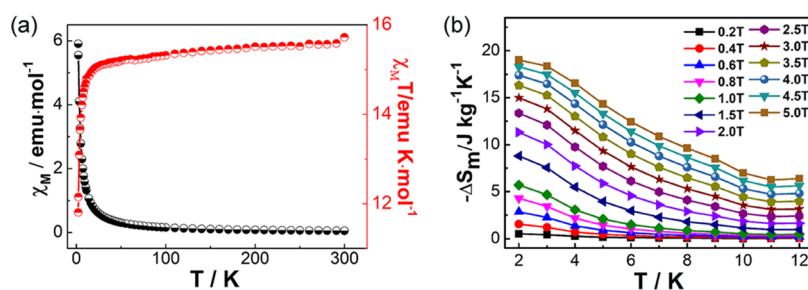 (a)
χM / emu·mol-1
6
4
2
0
0 50 100 150 200 250 300
T / K
16
15
12
χMT/emu K·mol-1
(b)
-ΔSm/J kg-1K-1
20
15
10
5
0
2 4 6 8 10 12
T / K
0.2T
0.4T
0.6T
0.8T
1.0T
1.5T
2.0T
2.5T
3.0T
3.5T
4.0T
4.5T
5.0T